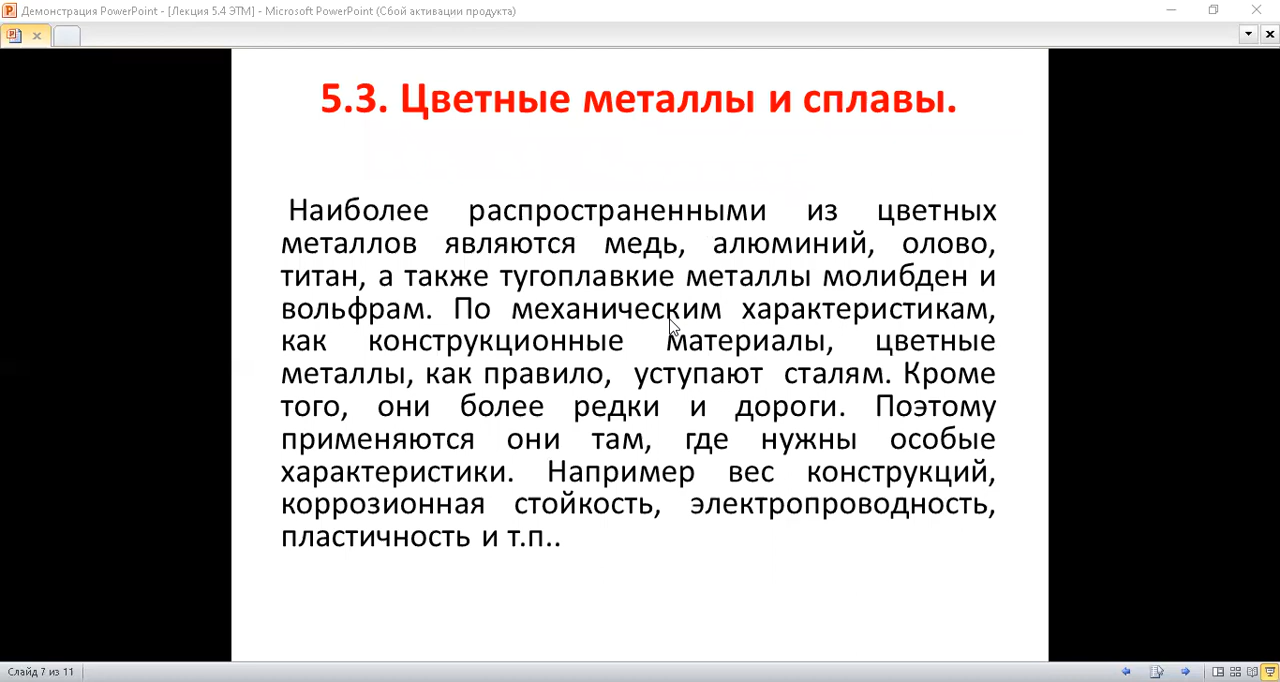 Демонстрация PowerPoint - [Лекция 5.4 ЭТМ] - Microsoft PowerPoint (Сбой активации продукта)
5.3. Цветные металлы и сплавы.
Наиболее распространенными из цветных
металлов являются медь, алюминий, олово,
титан, а также тугоплавкие металлы молибден и
вольфрам. По механическим характеристикам,
как конструкционные материалы, цветные
металлы, как правило, уступают сталям. Кроме
того, они более редки и дороги. Поэтому
применяются они там, где нужны особые
характеристики. Например вес конструкций,
коррозионная стойкость, электропроводность,
пластичность и т.п..
Слайд 7 из 11